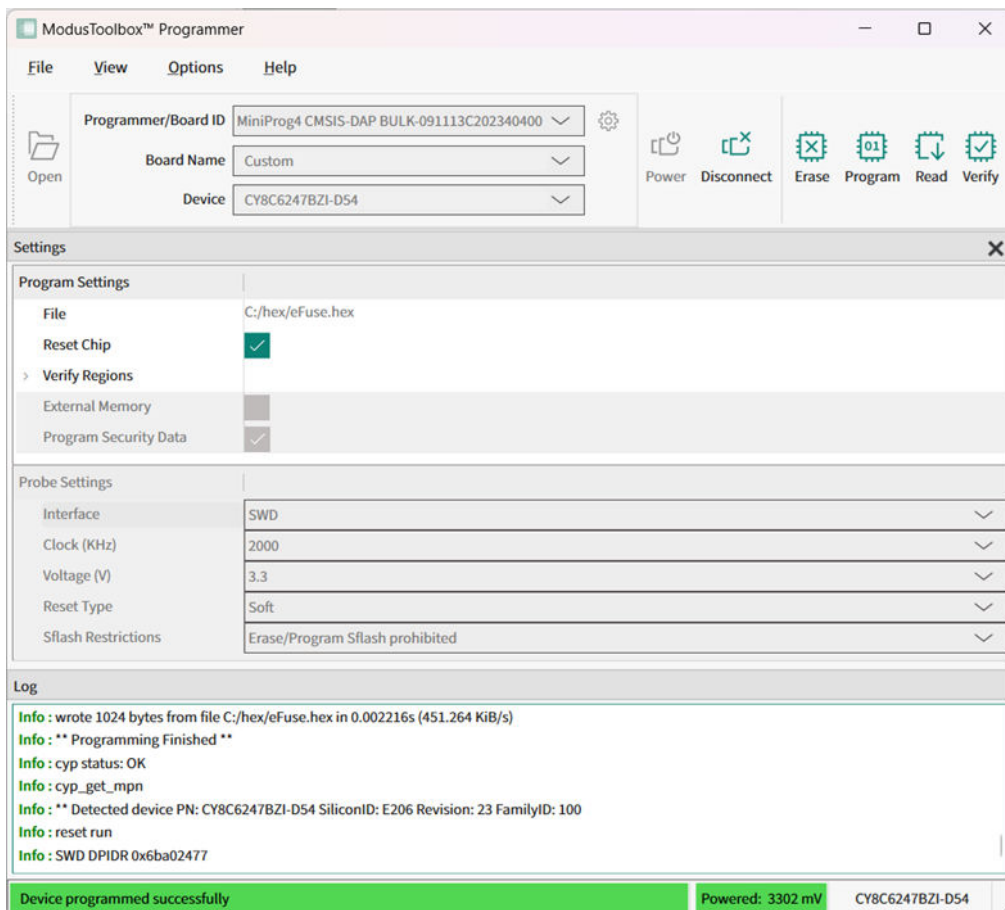 ModusToolbox™ Programmer
File View Options Help
Open
Programmer/Board ID MiniProg4 CMSIS-DAP BULK-091113C202340400
Board Name Custom
Device CY8C6247BZI-D54
Power Disconnect Erase Program Read Verify
01
Settings
Program Settings
File C:/hex/eFuse.hex
Reset Chip
Verify Regions
External Memory
Program Security Data
Probe Settings
Interface SWD
Clock (KHz) 2000
Voltage (V) 3.3
Reset Type Soft
Sflash Restrictions Erase/Program Sflash prohibited
Log
Info : wrote 1024 bytes from file C:/hex/eFuse.hex in 0.002216s (451.264 KiB/s)
Info : ** Programming Finished **
Info : cyp status: OK
Info : cyp_get_mpn
Info : ** Detected device PN: CY8C6247BZI-D54 SiliconID: E206 Revision: 23 FamilyID: 100
Info : reset run
Info : SWD DPIDR 0x6ba02477
Device programmed successfully Powered: 3302 mV CY8C6247BZI-D54